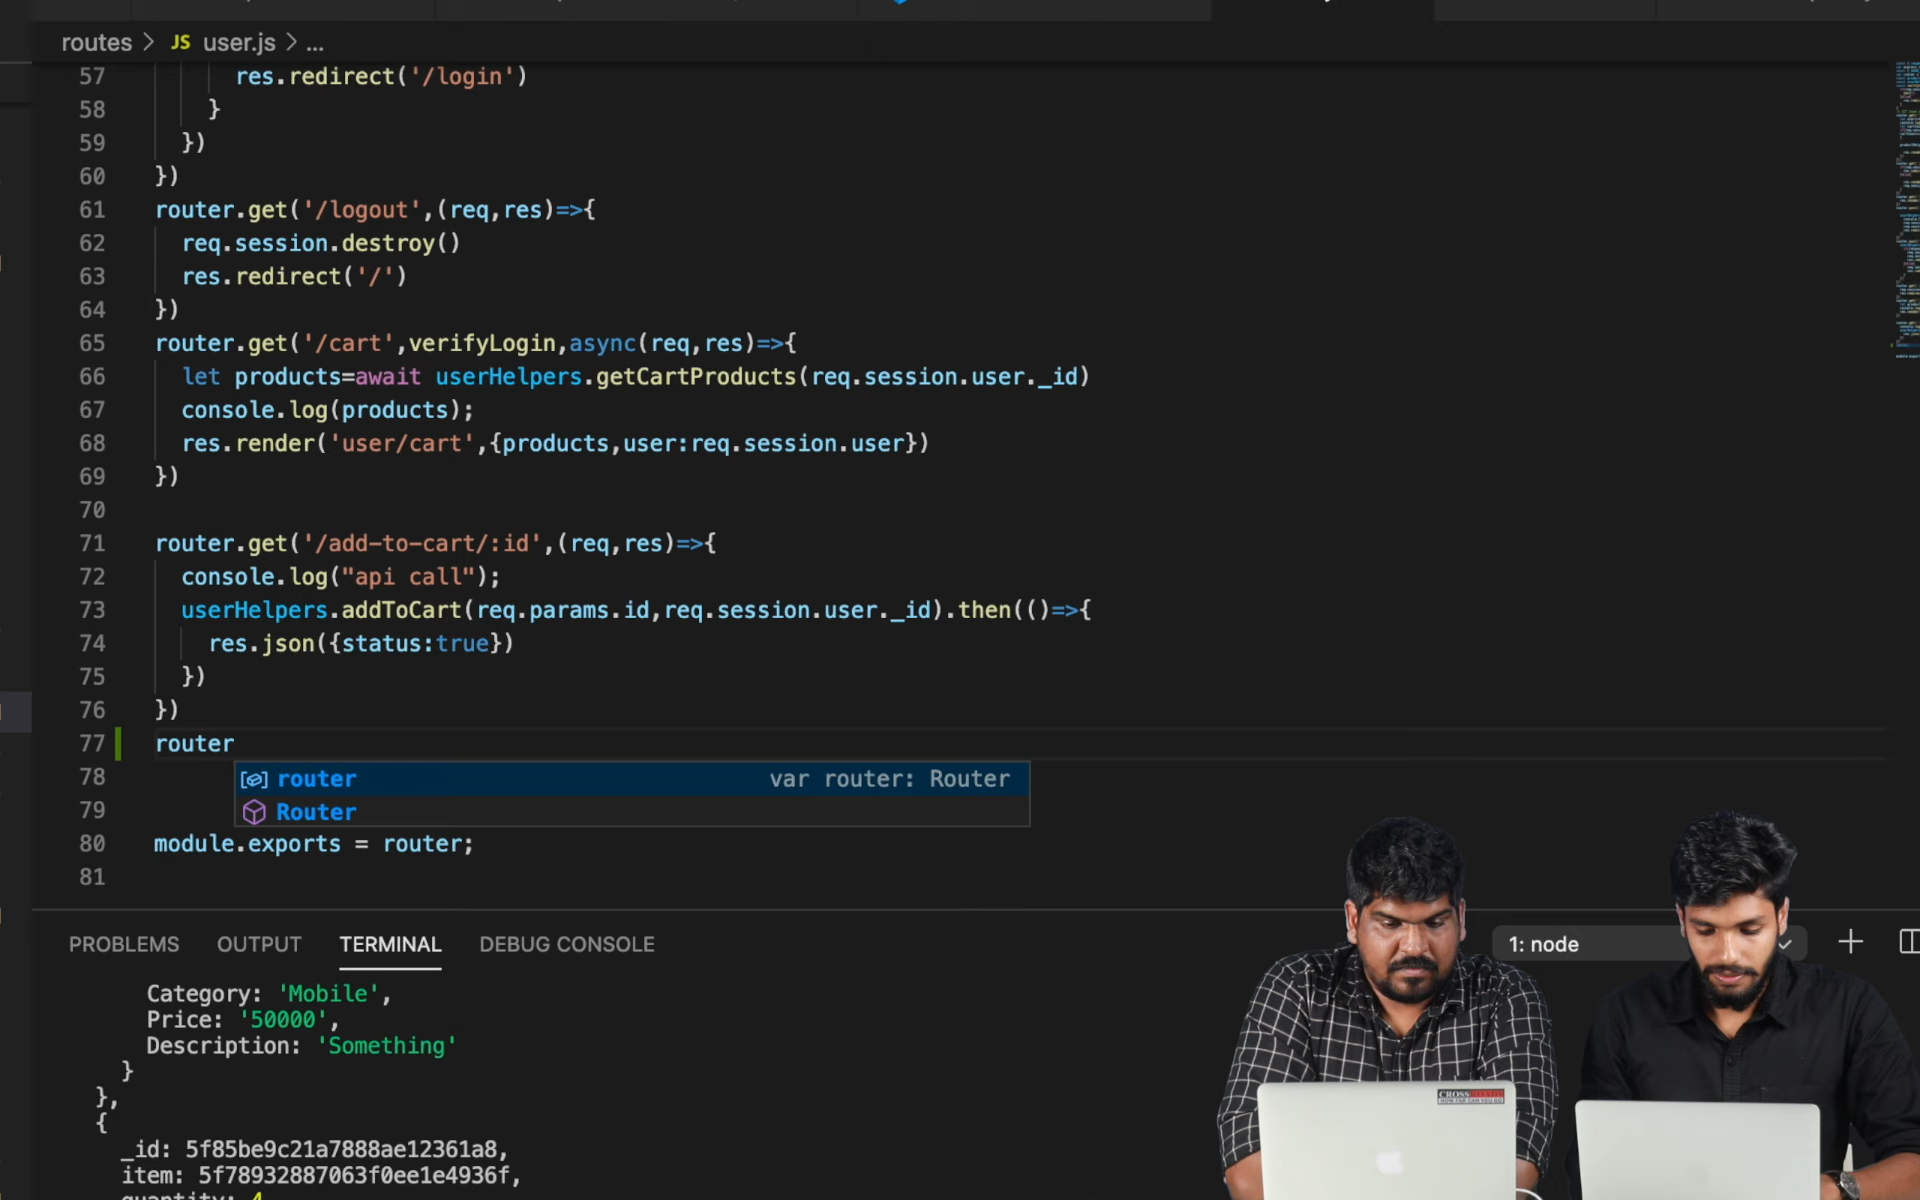 routes > JS user.js > ...
57 res.redirect('/login')
58 }
59 })
60 })
61 router.get('/logout',(req,res)=>{
62 req.session.destroy()
63 res.redirect('/')
64 })
65 router.get('/cart',verifyLogin,async(req,res)=>{
66 let products=await userHelpers.getCartProducts(req.session.user._id)
67 console.log(products);
68 res.render('user/cart',{products,user:req.session.user})
69 })
70
71 router.get('/add-to-cart/:id',(req,res)=>{
72 console.log("api call");
73 userHelpers.addToCart(req.params.id,req.session.user._id).then(()=>{
74 res.json({status:true})
75 })
76 })
77 router
78 router var router: Router
79 Router
80 module.exports = router;
81
PROBLEMS OUTPUT TERMINAL DEBUG CONSOLE 1: node
Category: 'Mobile',
Price: '50000',
Description: 'Something'
}
},
{
_id: 5f85be9c21a7888ae12361a8,
item: 5f78932887063f0ee1e4936f,
quantity: 4
CROSS